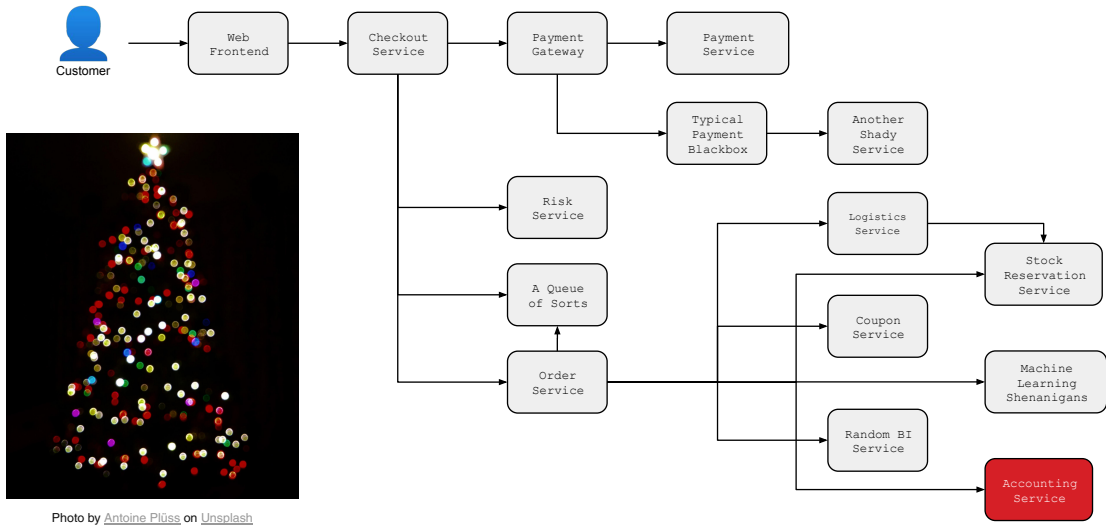 Customer
Web
Frontend
Checkout
Service
Payment
Gateway
Payment
Service
Typical
Payment
Blackbox
Another
Shady
Service
Risk
Service
Logistics
Service
Stock
Reservation
Service
A Queue
of Sorts
Coupon
Service
Order
Service
Machine
Learning
Shenanigans
Random BI
Service
Accounting
Service
Photo by Antoine Plüss on Unsplash